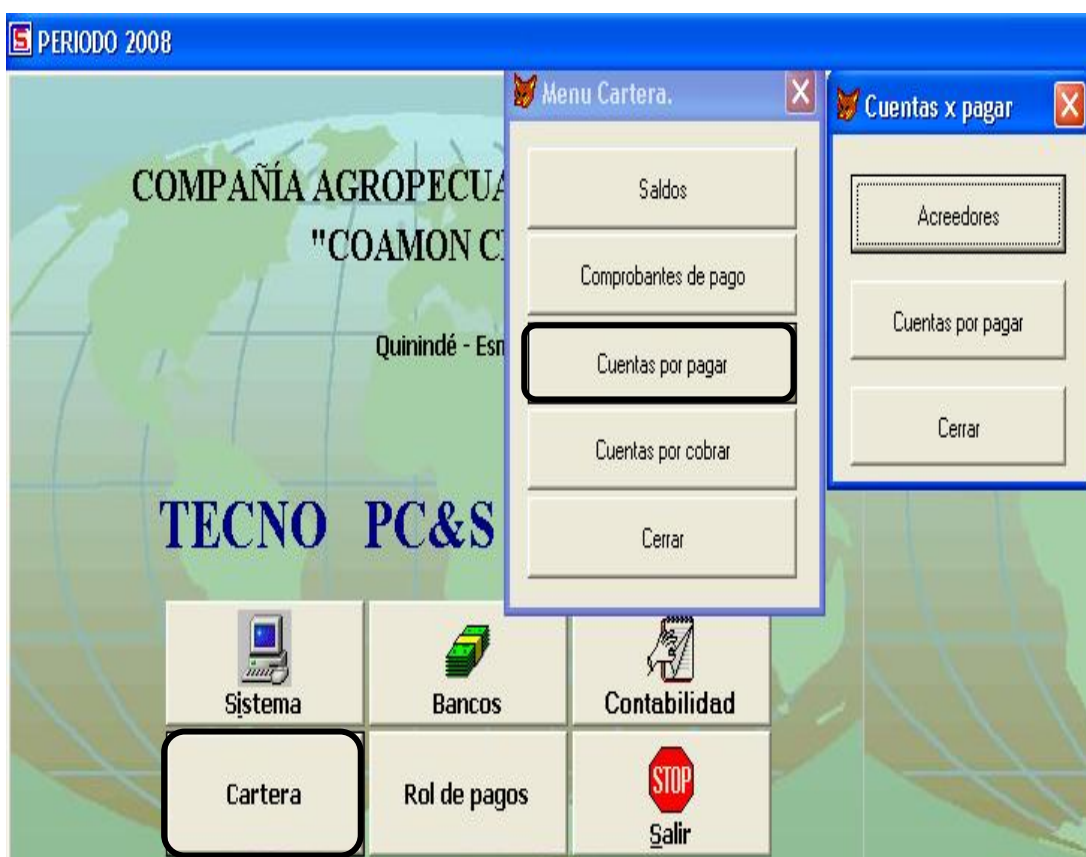 PERIODO 2008
COMPAÑÍA AGROPECUA
"COAMON C
Quinindé - Esm
TECNO PC&S
Menu Cartera.
Saldos
Comprobantes de pago
Cuentas por pagar
Cuentas por cobrar
Cerrar
Cuentas x pagar
Acreedores
Cuentas por pagar
Cerrar
Sistema
Bancos
Contabilidad
Cartera
Rol de pagos
STOP
Salir